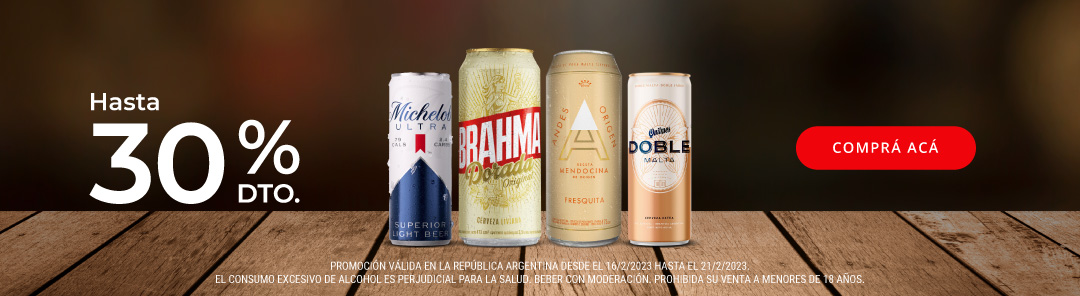 Hasta
30%
DTO.
Michelob
ULTRA
SUPERIOR
LIGHT BEER
BRAHMA
Dorada
Original
CERVEZA LIVIANA
ANDES ORIGEN
MENDOCINA
FRESQUITA
Quilmes
DOBLE
MALTA
COMPRÁ ACÁ
PROMOCIÓN VÁLIDA EN LA REPÚBLICA ARGENTINA DESDE EL 16/2/2023 HASTA EL 21/2/2023.
EL CONSUMO EXCESIVO DE ALCOHOL ES PERJUDICIAL PARA LA SALUD. BEBER CON MODERACIÓN. PROHIBIDA SU VENTA A MENORES DE 18 AÑOS.